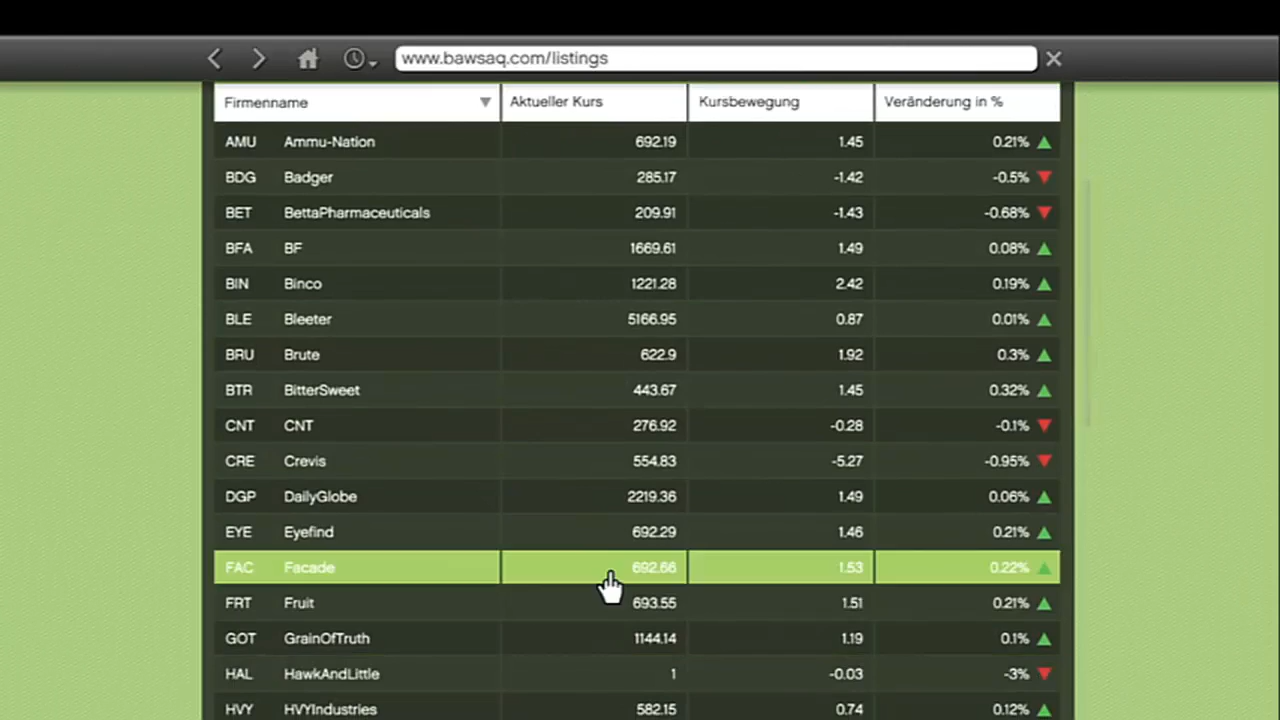 www.bawsaq.com/listings
Firmenname Aktueller Kurs Kursbewegung Veränderung in %
AMU Ammu-Nation 692.19 1.45 0.21%
BDG Badger 285.17 -1.42 -0.5%
BET BettaPharmaceuticals 209.91 -1.43 -0.68%
BFA BF 1669.61 1.49 0.08%
BIN Binco 1221.28 2.42 0.19%
BLE Bleeter 5166.95 0.87 0.01%
BRU Brute 622.9 1.92 0.3%
BTR BitterSweet 443.67 1.45 0.32%
CNT CNT 276.92 -0.28 -0.1%
CRE Crevis 554.83 -5.27 -0.95%
DGP DailyGlobe 2219.36 1.49 0.06%
EYE Eyefind 692.29 1.46 0.21%
FAC Facade 692.66 1.53 0.22%
FRT Fruit 693.55 1.51 0.21%
GOT GrainOfTruth 1144.14 1.19 0.1%
HAL HawkAndLittle 1 -0.03 -3%
HVY HVYIndustries 582.15 0.74 0.12%